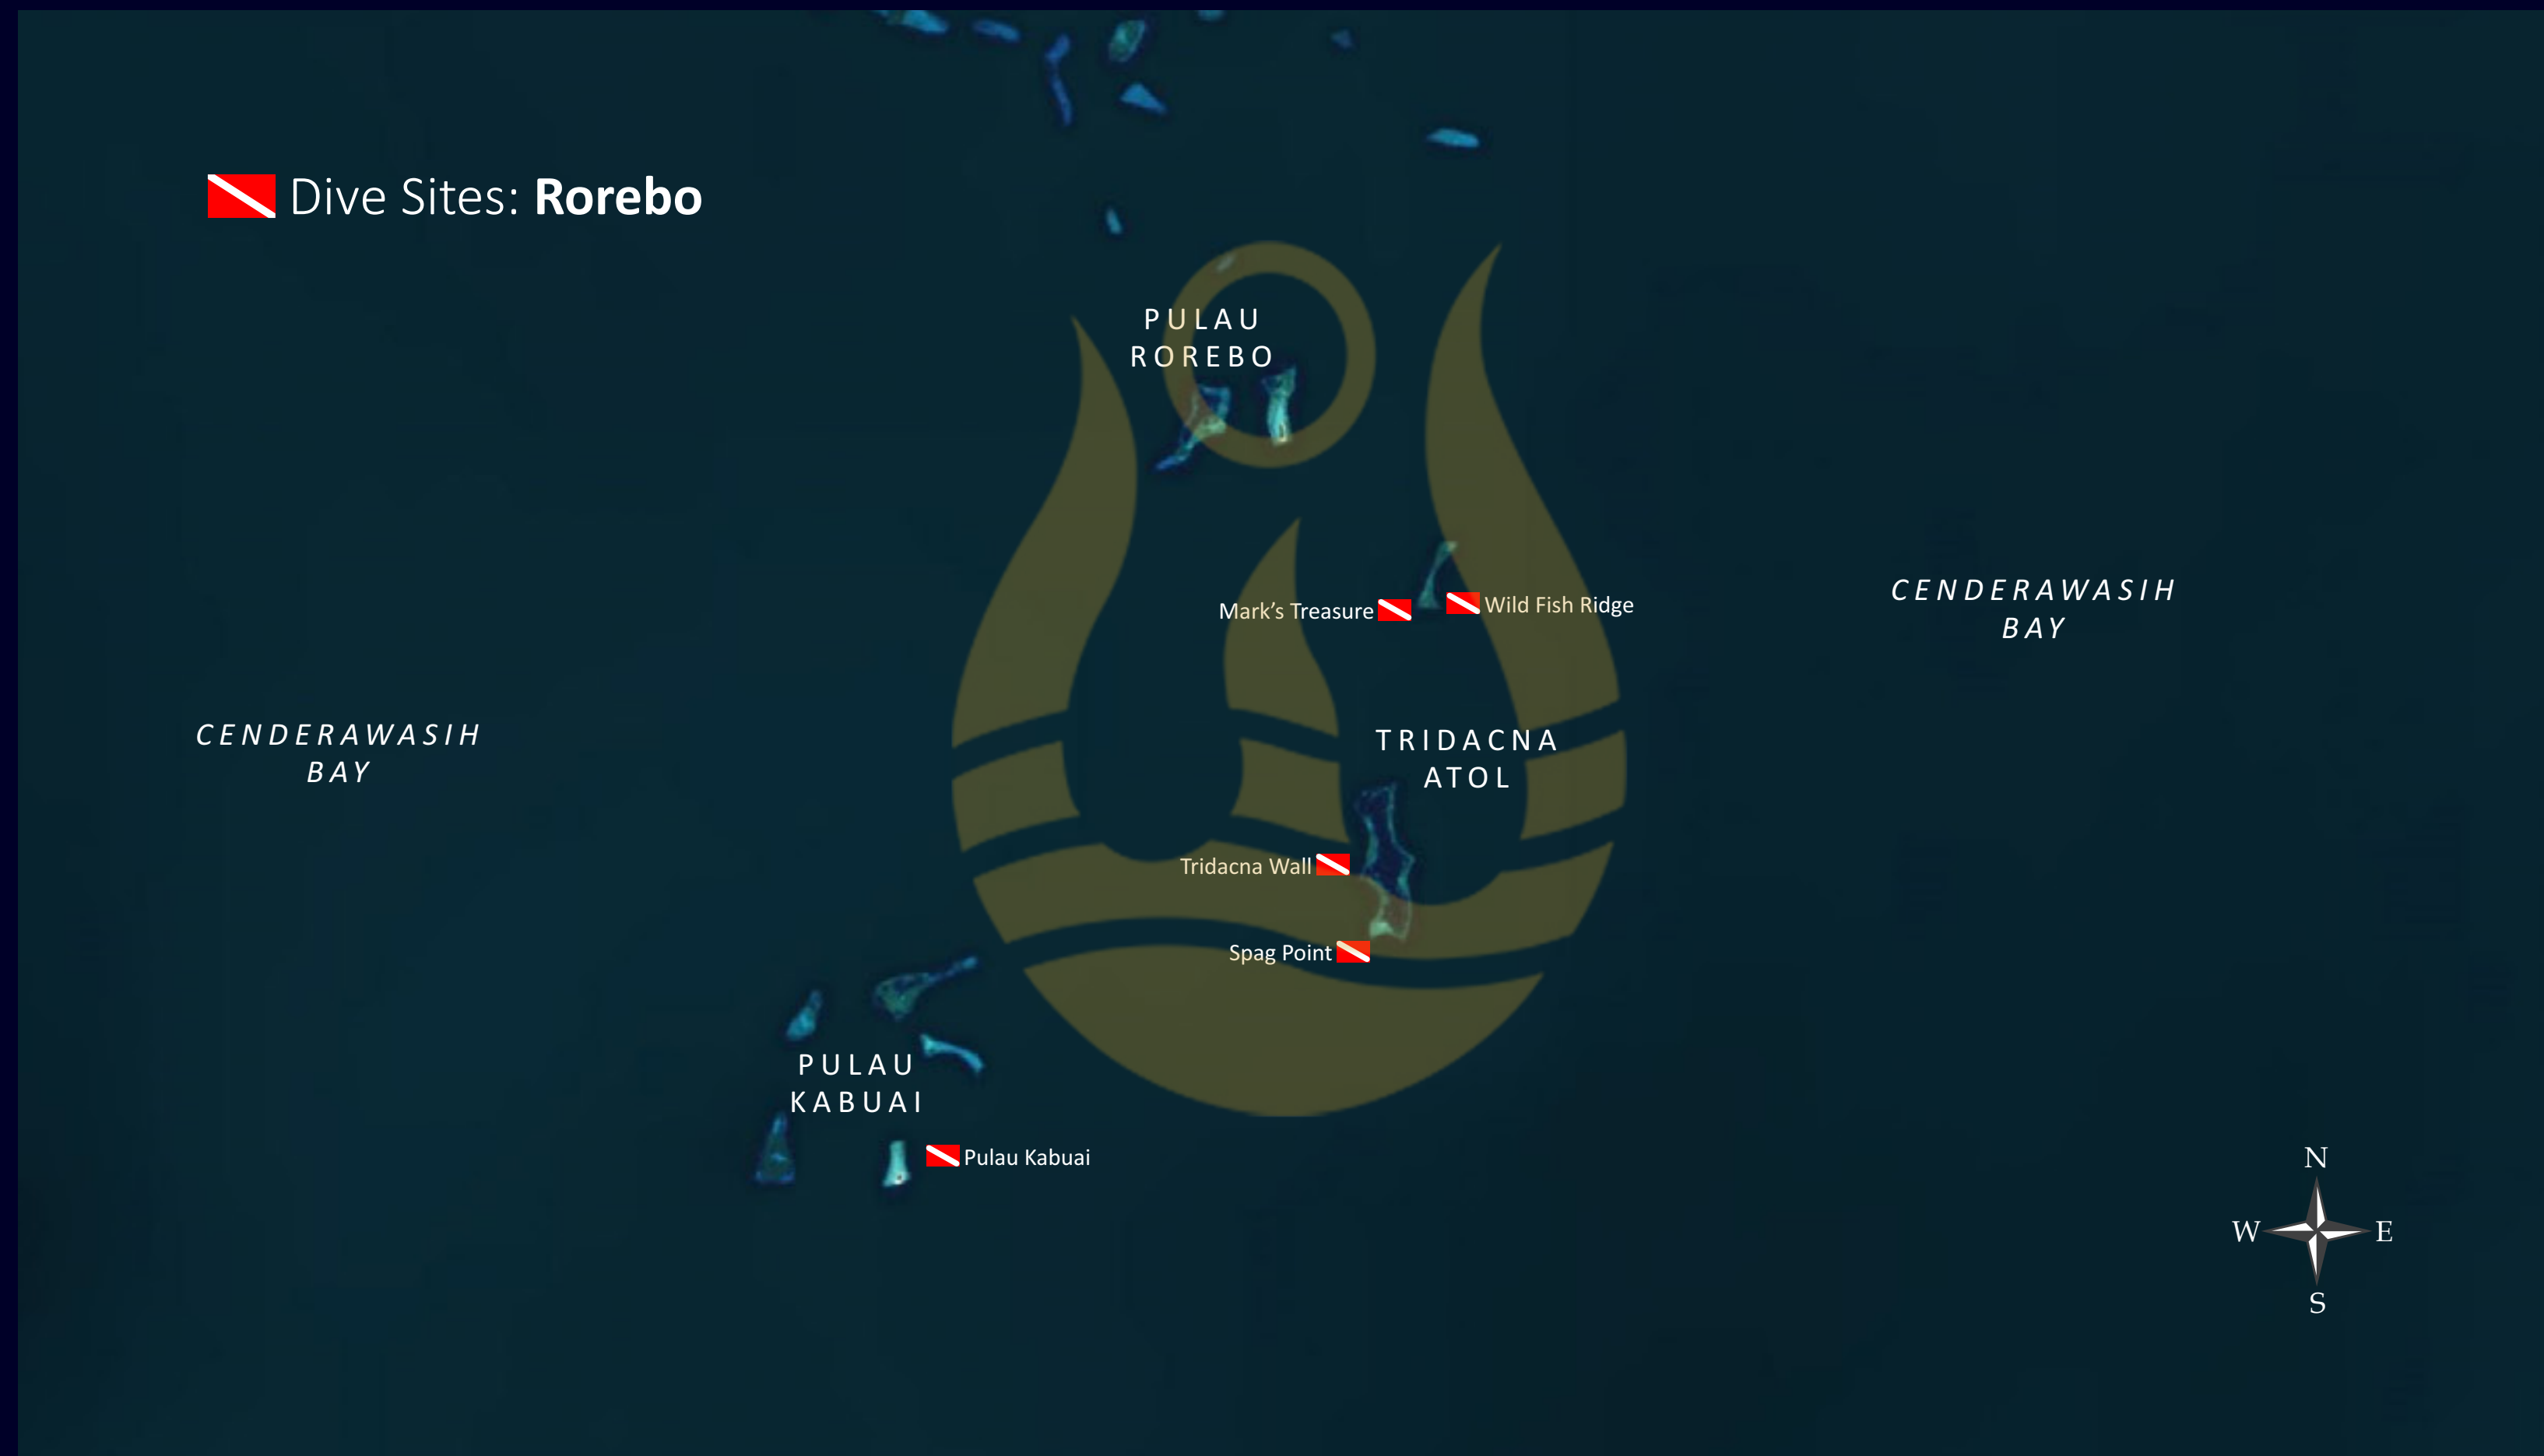 Dive Sites: Rorebo
PULAU
ROREBO
Mark's Treasure
Wild Fish Ridge
CENDERAWASIH
BAY
CENDERAWASIH
BAY
TRIDACNA
ATOL
Tridacna Wall
Spag Point
PULAU
KABUAI
Pulau Kabuai
N
W
E
S